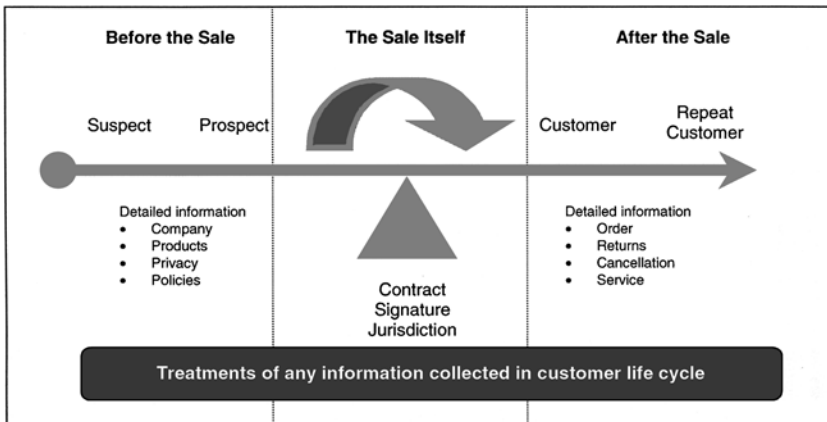 Before the Sale
The Sale Itself
After the Sale
Suspect
Prospect
Customer
Repeat
Customer
Detailed information
• Company
• Products
• Privacy
• Policies
Contract
Signature
Jurisdiction
Detailed information
• Order
• Returns
• Cancellation
• Service
Treatments of any information collected in customer life cycle